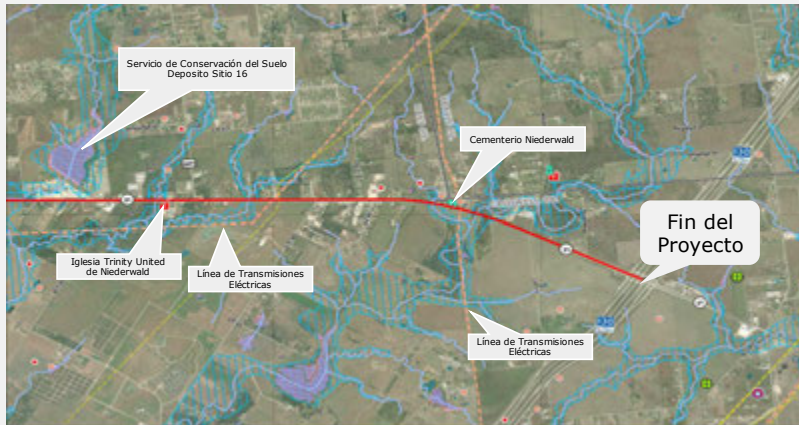 Servicio de Conservación del Suelo
Deposito Sitio 16
Cementerio Niederwald
Fin del
Proyecto
Iglesia Trinity United
de Niederwald
Línea de Transmisiones
Eléctricas
Línea de Transmisiones
Eléctricas